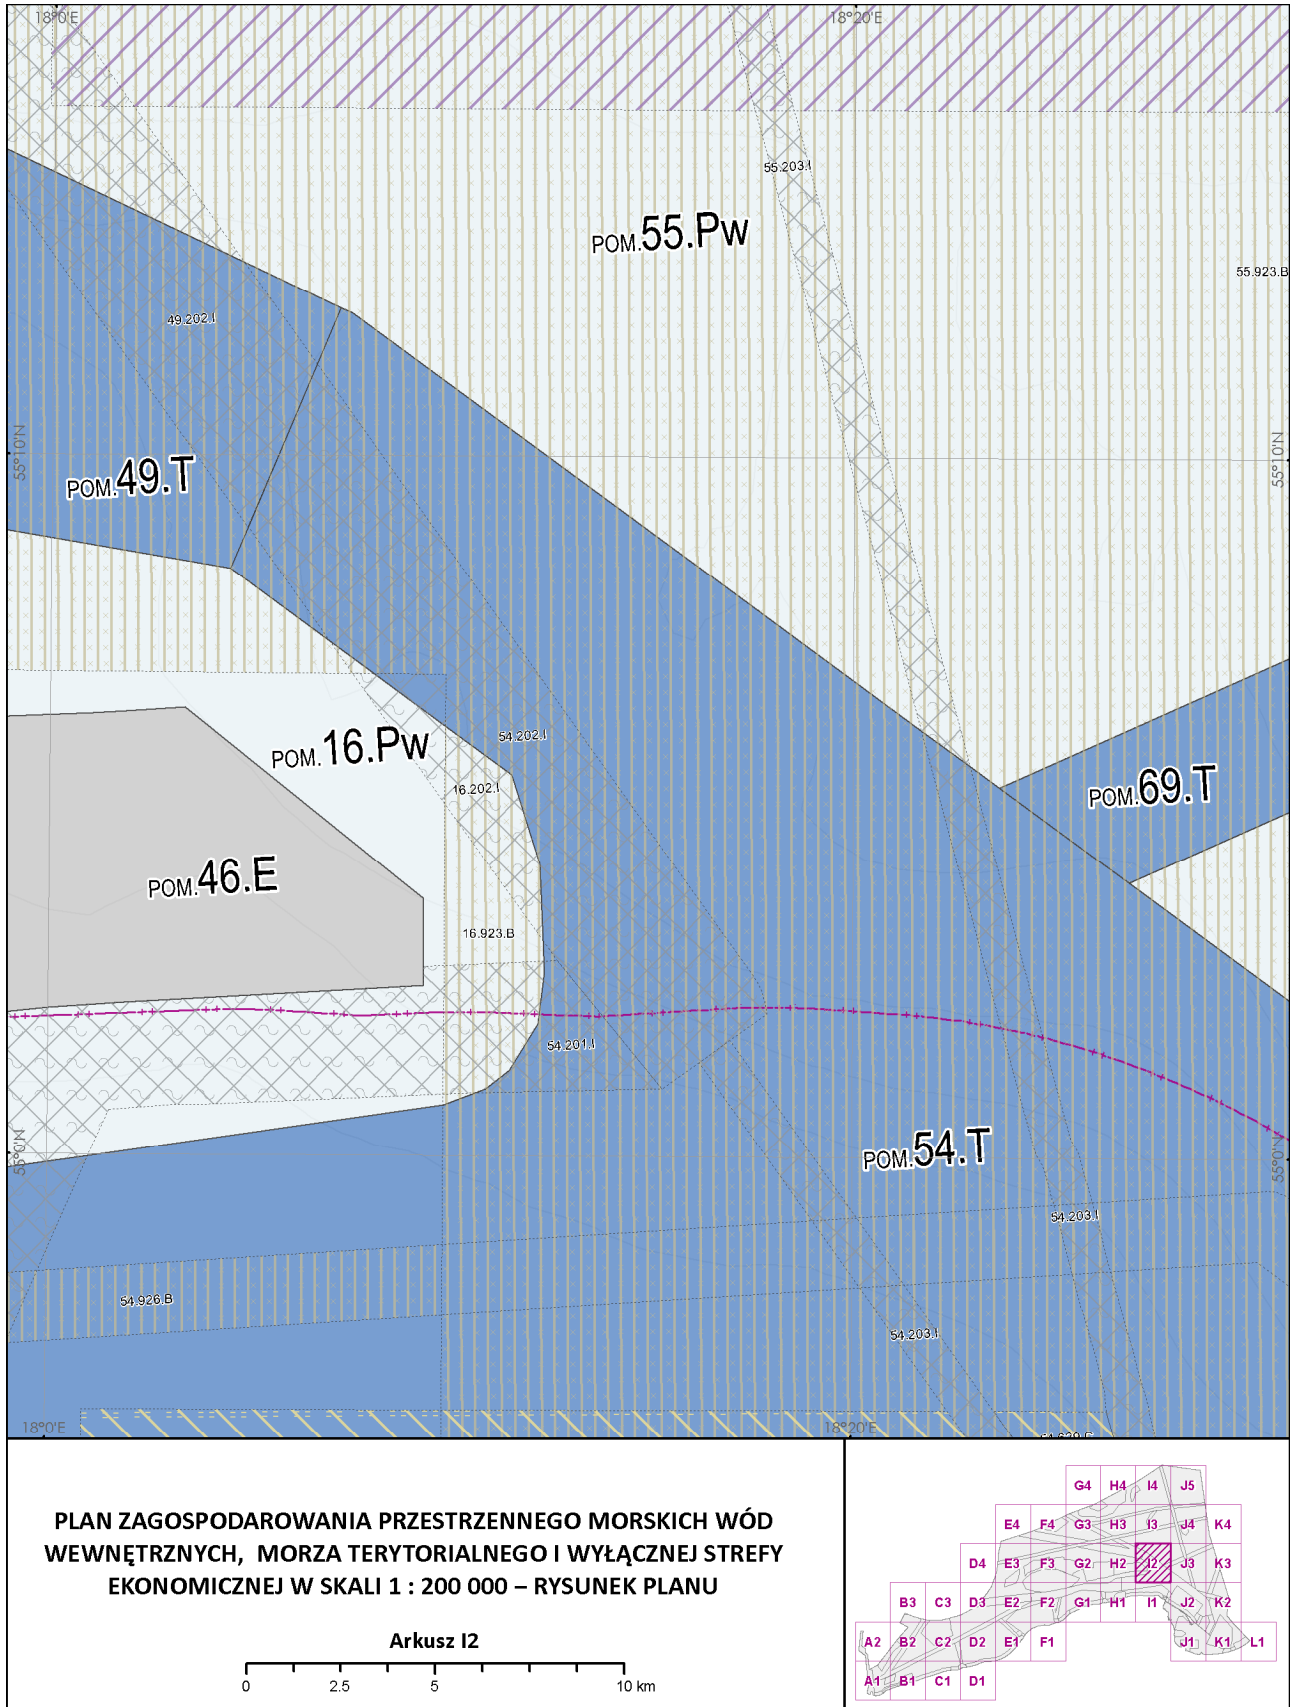 18°0'E
18°20'E
55.203.I
POM.55.Pw
55.923.B
49.202.I
55°10'N
55°10'N
POM.49.T
54.202.I
POM.16.Pw
16.202.I
POM.69.T
POM.46.E
16.923.B
54.201.I
55°0'N
POM.54.T
55°0'N
54.203.I
54.926.B
54.203.I
18°0'E
18°20'E
PLAN ZAGOSPODAROWANIA PRZESTRZENNEGO MORSKICH WÓD
WEWNĘTRZNYCH, MORZA TERYTORIALNEGO I WYŁĄCZNEJ STREFY
EKONOMICZNEJ W SKALI 1 : 200 000 – RYSUNEK PLANU
Arkusz I2
0 2.5 5 10 km
G4 H4 I4 J5
E4 F4 G3 H3 I3 J4 K4
D4 E3 F3 G2 H2 I2 J3 K3
B3 C3 D3 E2 F2 G1 H1 I1 J2 K2
A2 B2 C2 D2 E1 F1 J1 K1 L1
A1 B1 C1 D1